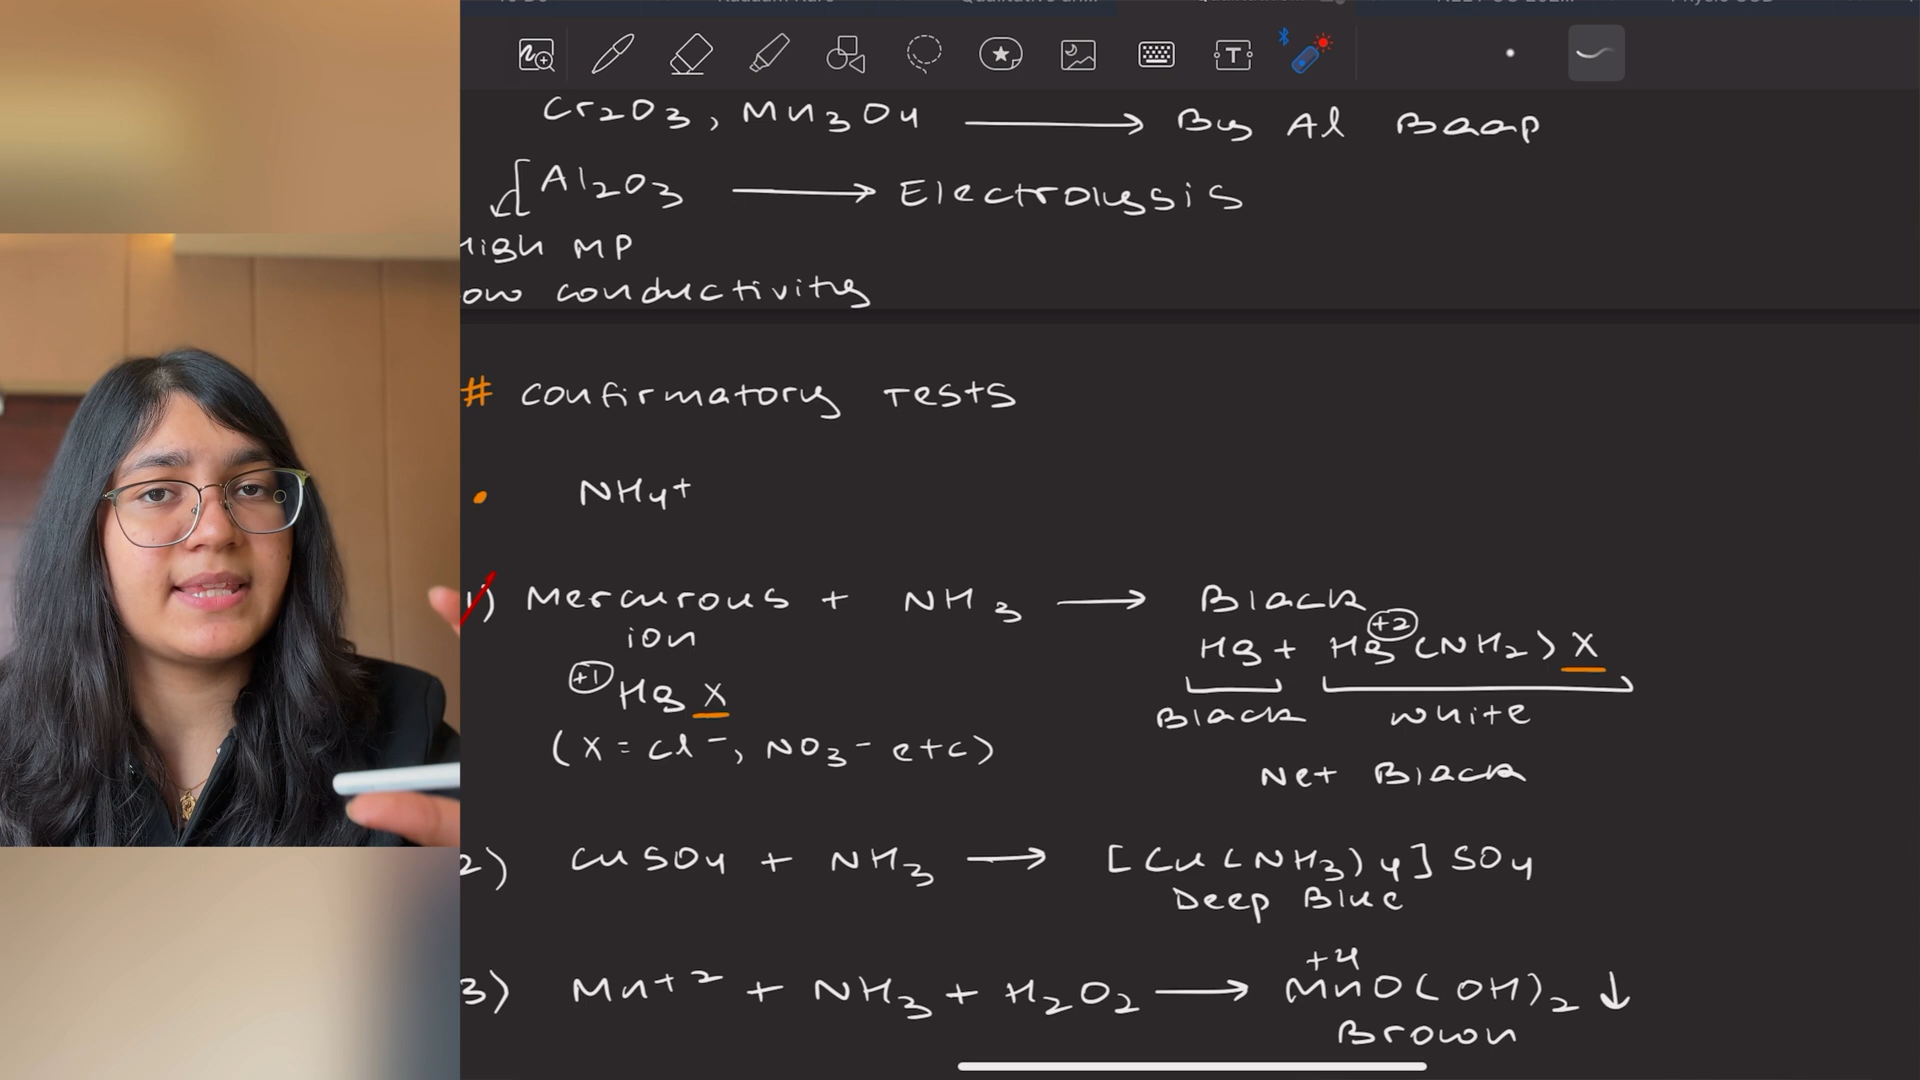 Cr2O3, Mn3O4 → By Al Baap
Al2O3 → Electrolysis
High MP
ow conductivity
# confirmatory Tests
• NH4+
1) Mercurous + NH3 → Black
ion
+1 Hg X
Hg + Hg +2 (NH2) X
Black White
(X = Cl-, NO3- etc)
Net Black
2) CuSO4 + NH3 → [Cu(NH3)4]SO4
Deep Blue
3) Mn+2 + NH3 + H2O2 → MnO(OH)2 ↓
+4
Brown